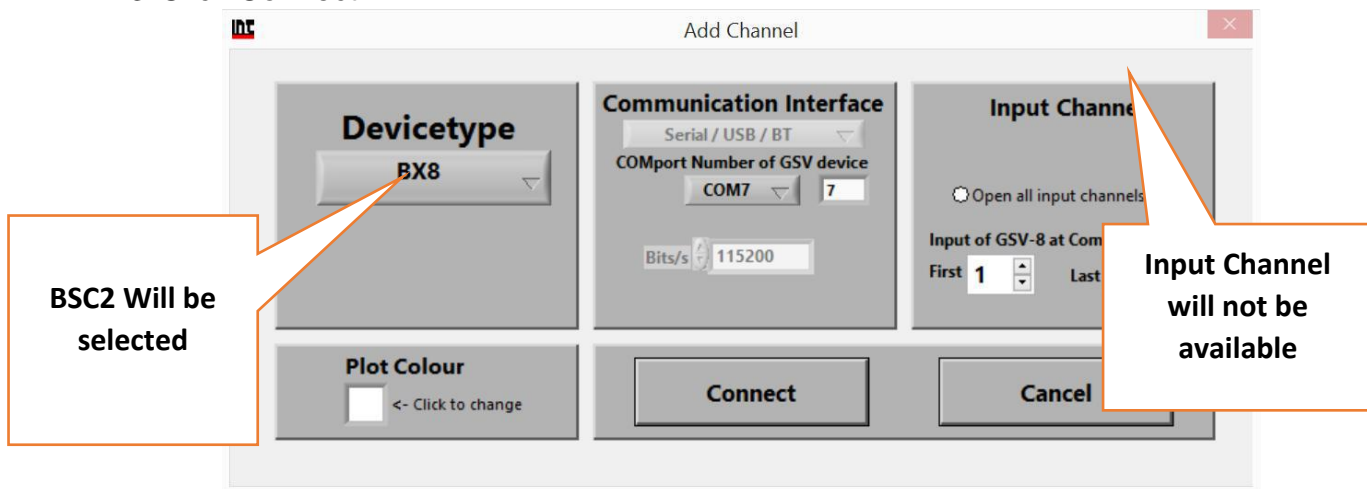 Add Channel
Devicetype
BX8
Communication Interface
Serial / USB / BT
COMport Number of GSV device
COM7 7
Bits/s 115200
Input
Open all input channels
Input of GSV-8 at
First 1 Last
BSC2 Will be
selected
Input Channel
will not be
available
Plot Colour
<- Click to change
Connect
Cancel